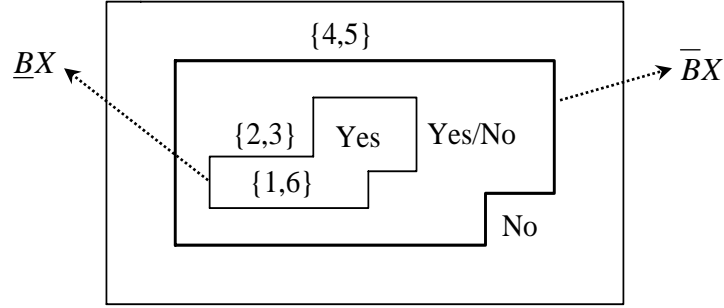 {4,5}
B̲X
B̅X
{2,3}
Yes
Yes/No
{1,6}
No